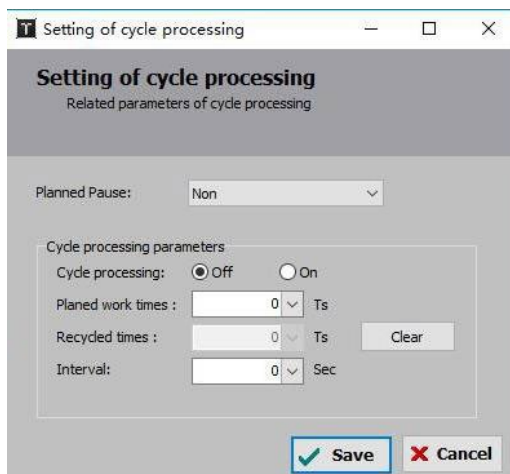 Setting of cycle processing
Setting of cycle processing
Related parameters of cycle processing
Planned Pause: Non
Cycle processing parameters
Cycle processing: Off On
Planed work times : 0 Ts
Recycled times : 0 Ts Clear
Interval: 0 Sec
Save Cancel